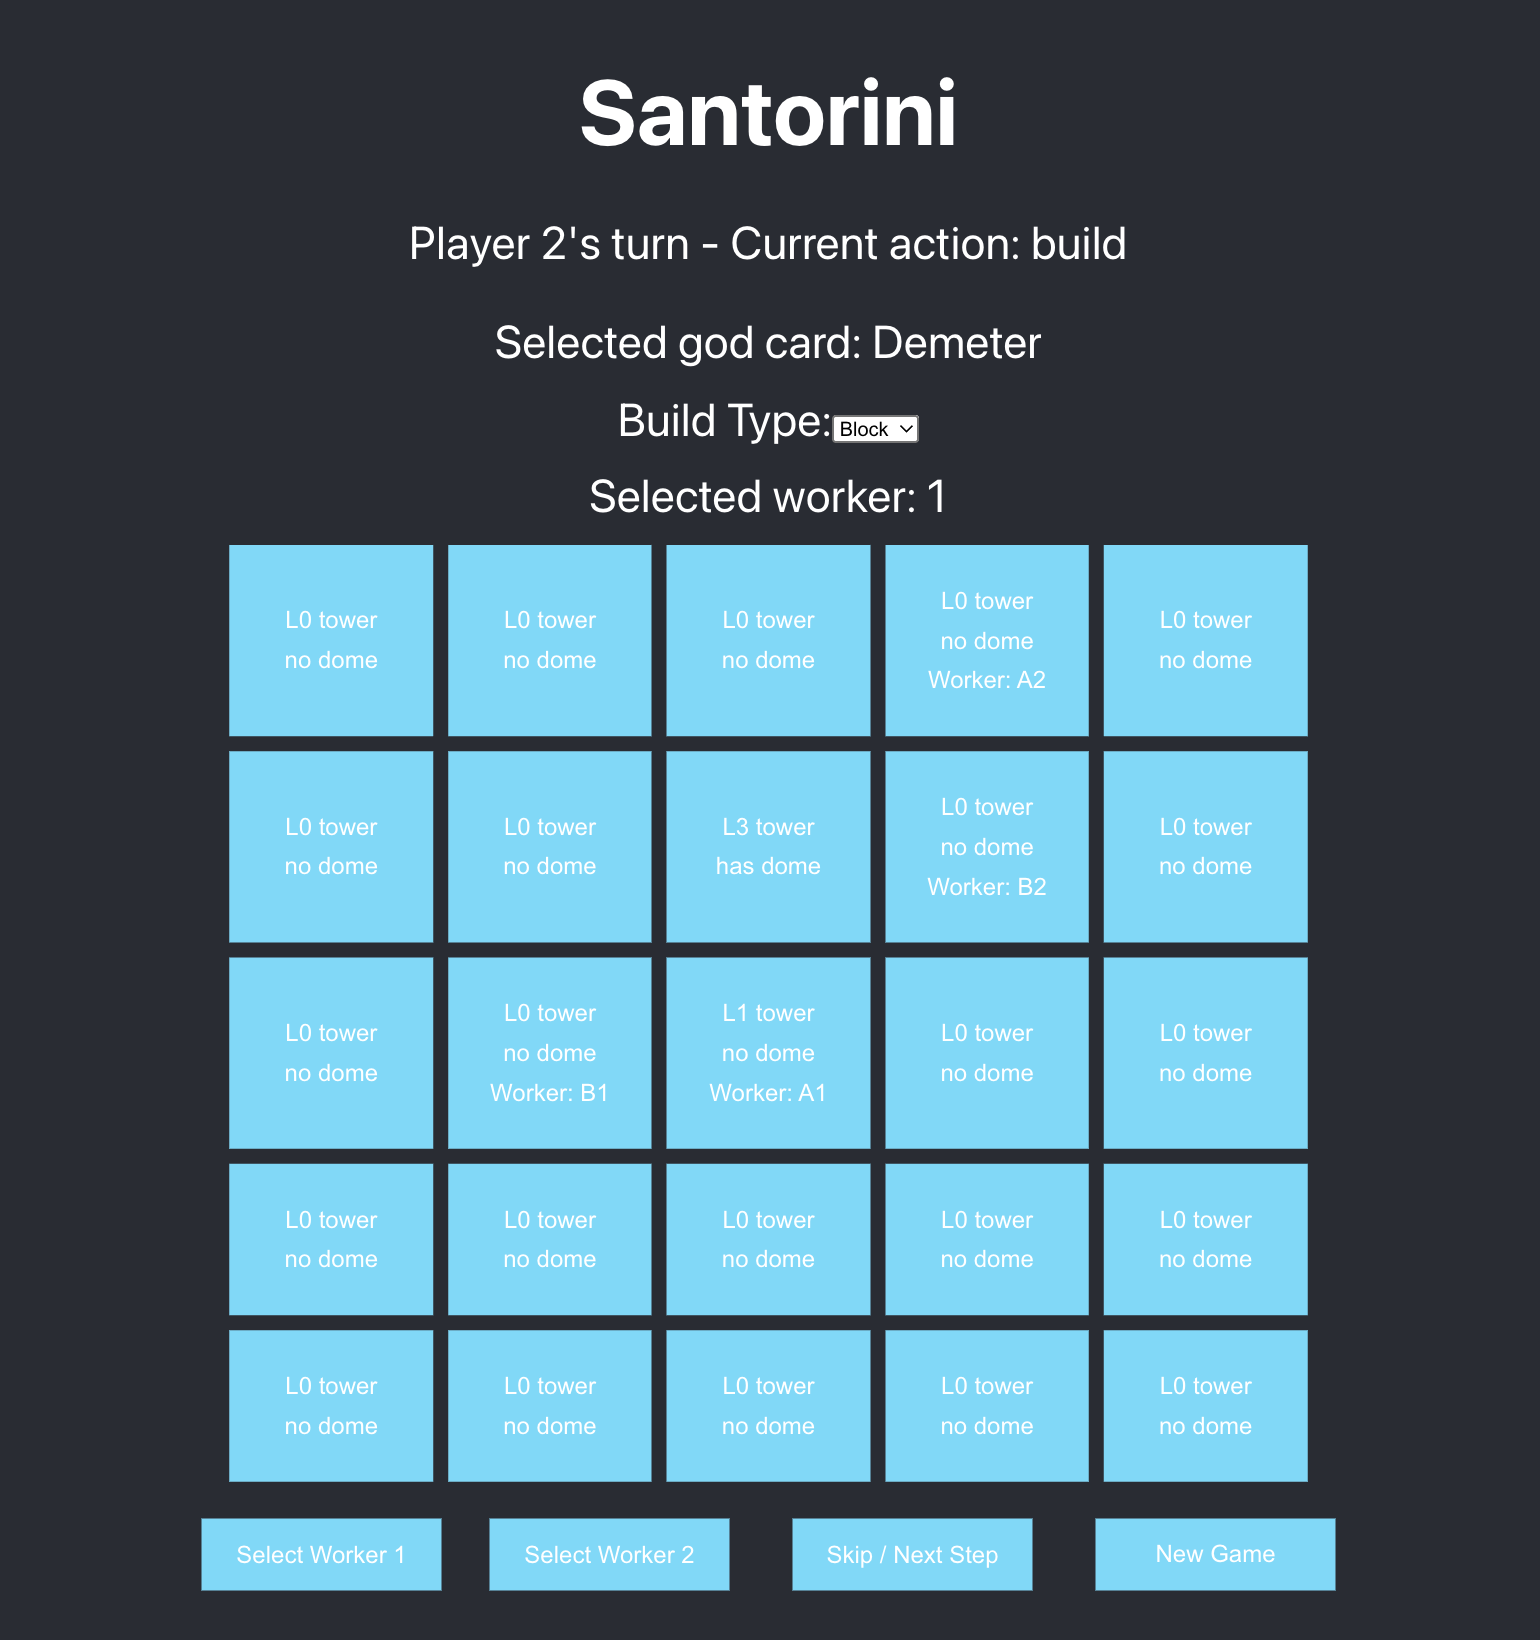 Santorini
Player 2's turn - Current action: build
Selected god card: Demeter
Build Type: Block
Selected worker: 1
L0 tower
no dome
L0 tower
no dome
L0 tower
no dome
L0 tower
no dome
Worker: A2
L0 tower
no dome
L0 tower
no dome
L0 tower
no dome
L3 tower
has dome
L0 tower
no dome
Worker: B2
L0 tower
no dome
L0 tower
no dome
L0 tower
no dome
Worker: B1
L1 tower
no dome
Worker: A1
L0 tower
no dome
L0 tower
no dome
L0 tower
no dome
L0 tower
no dome
L0 tower
no dome
L0 tower
no dome
L0 tower
no dome
L0 tower
no dome
L0 tower
no dome
L0 tower
no dome
L0 tower
no dome
L0 tower
no dome
Select Worker 1
Select Worker 2
Skip / Next Step
New Game